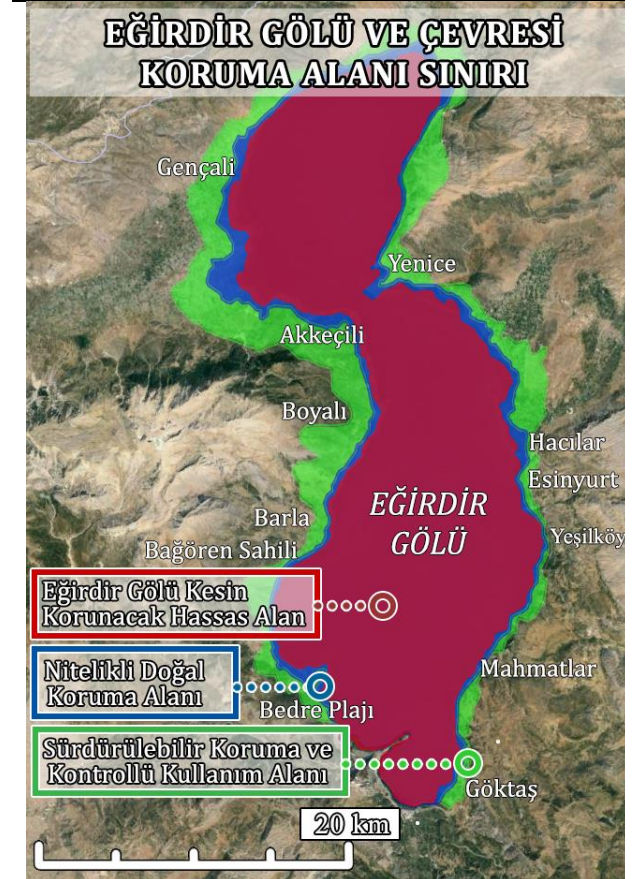 EĞİRDİR GÖLÜ VE ÇEVRESİ
KORUMA ALANI SINIRI
Gençali
Yenice
Akkeçili
Boyalı
Hacılar
Esinyurt
EĞİRDİR
GÖLÜ
Barla
Yeşilköy
Bağören Sahili
Eğirdir Gölü Kesin
Korunacak Hassas Alan
Nitelikli Doğal
Koruma Alanı
Mahmatlar
Bedre Plajı
Sürdürülebilir Koruma ve
Kontrollü Kullanım Alanı
Göktaş
20 km